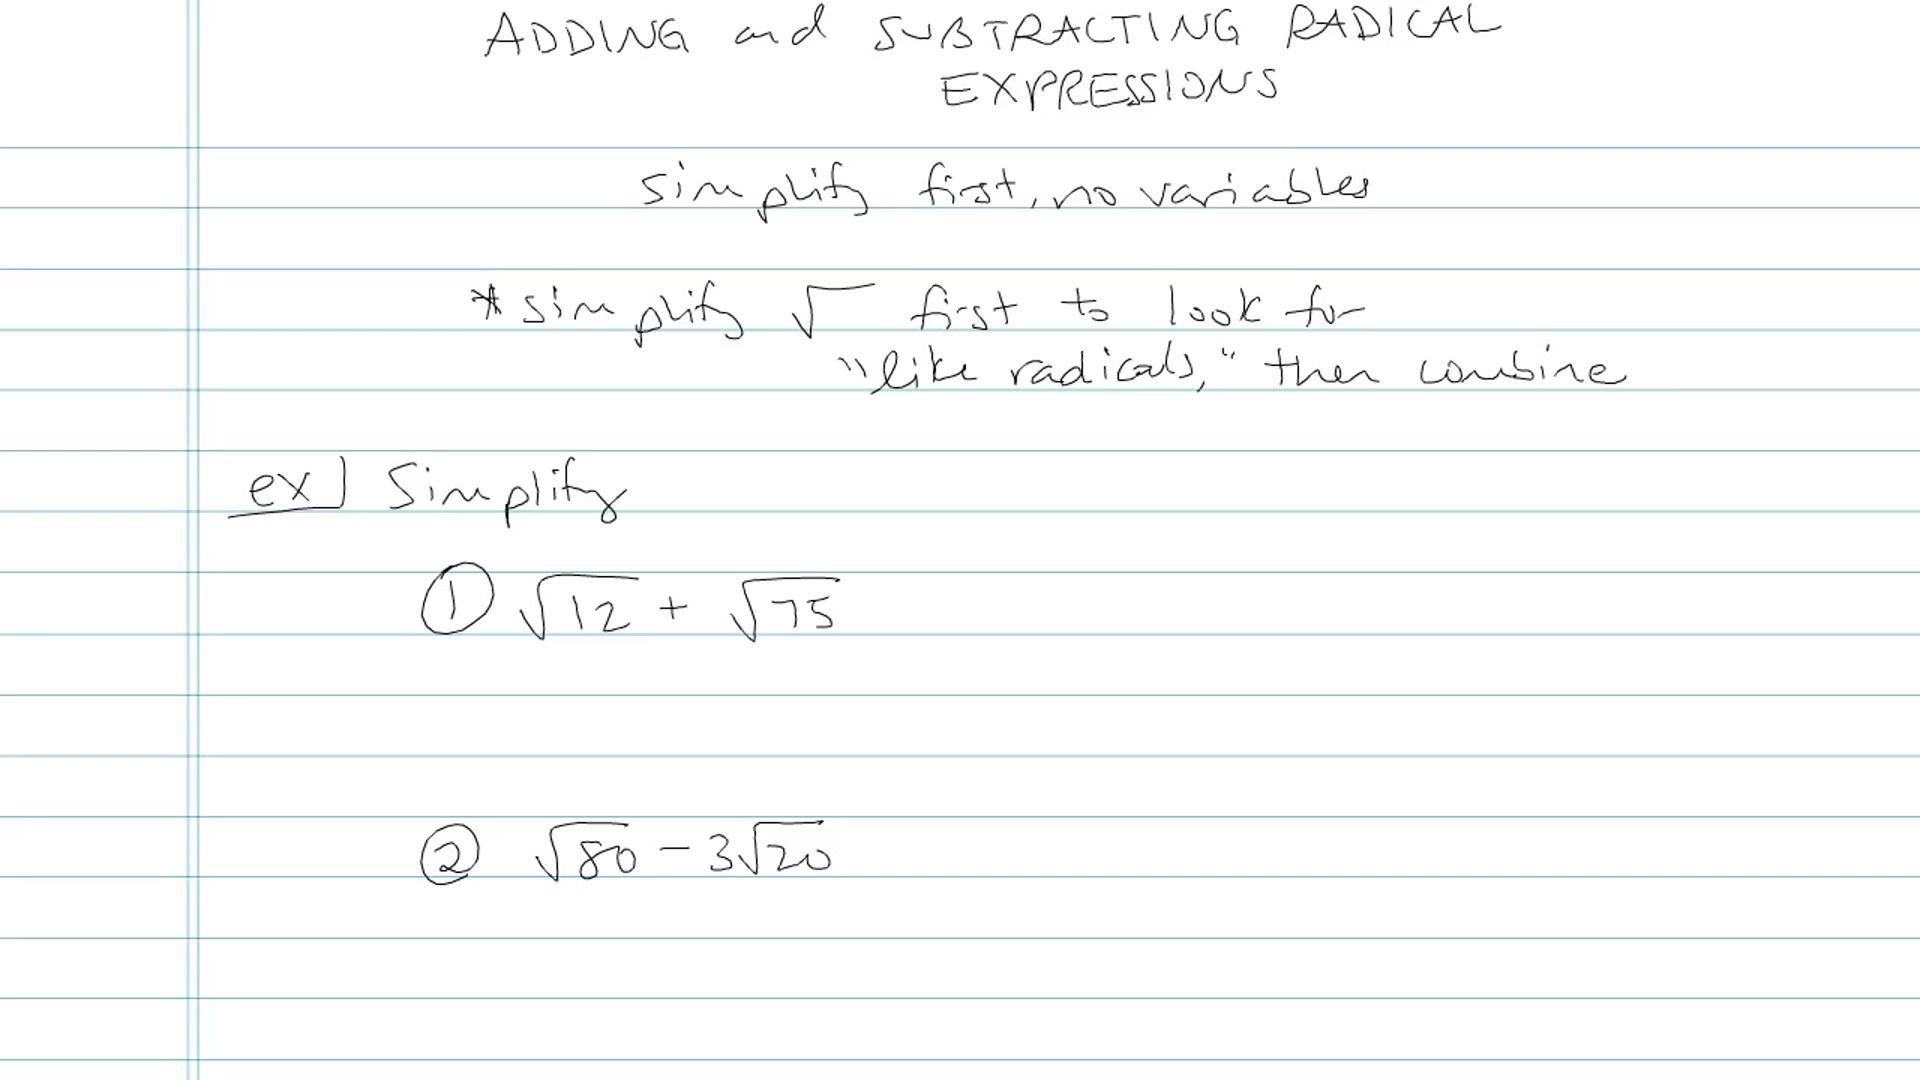 ADDING and SUBTRACTING RADICAL
EXPRESSIONS
simplify first, no variables
* simplify √ first to look for
"like radicals," then combine
ex] Simplify
① √12 + √75
② √80 - 3√20